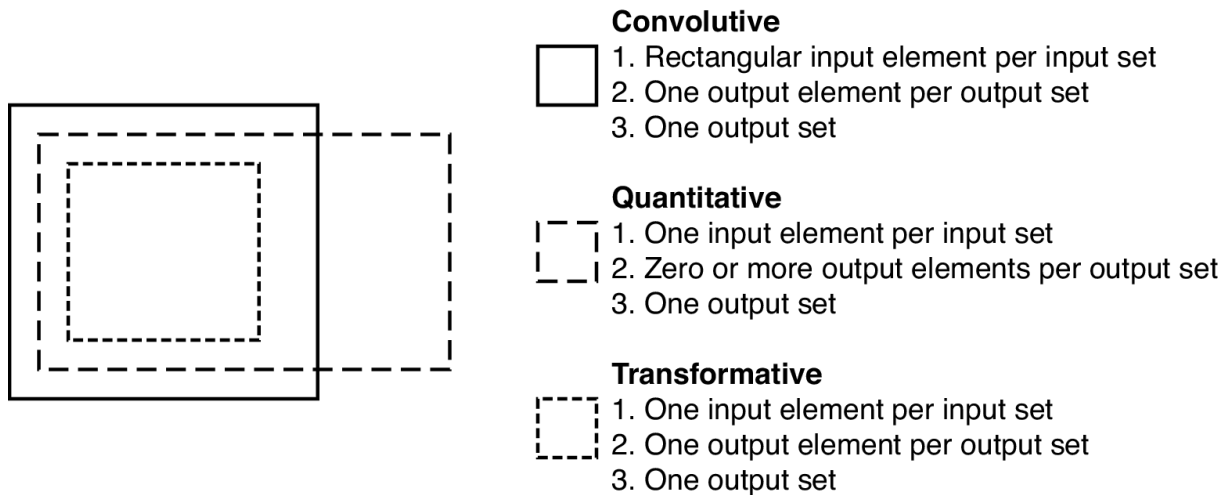 Convolutive
1. Rectangular input element per input set
2. One output element per output set
3. One output set
Quantitative
1. One input element per input set
2. Zero or more output elements per output set
3. One output set
Transformative
1. One input element per input set
2. One output element per output set
3. One output set